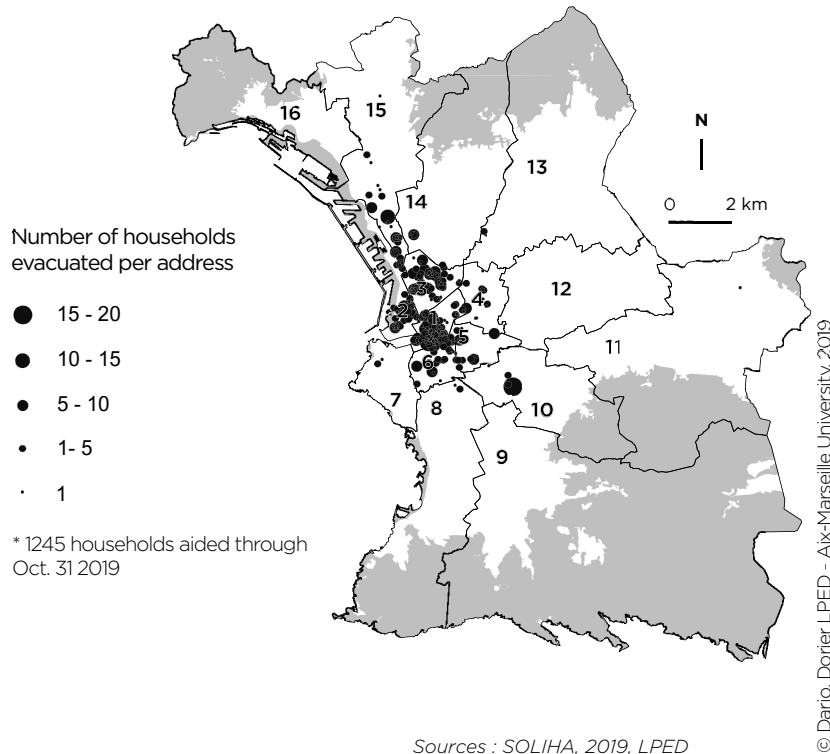 16
15
14
13
N
0 2 km
Number of households
evacuated per address
15 - 20
10 - 15
5 - 10
1- 5
1
* 1245 households aided through
Oct. 31 2019
3
4
12
2
1
5
11
6
7
8
10
9
© Dario, Dorier LPED - Aix-Marseille University, 2019
Sources : SOLIHA, 2019, LPED